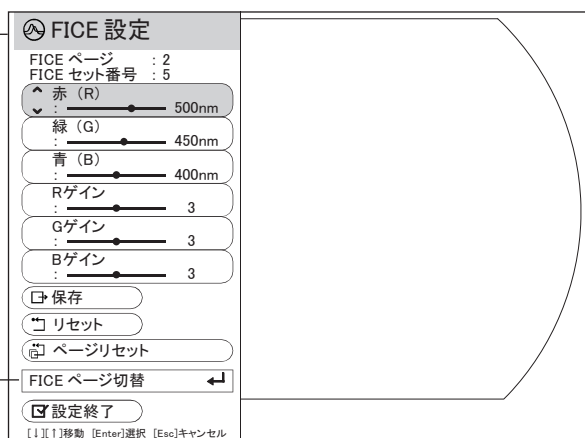 FICE 設定
FICE ページ : 2
FICE セット番号 : 5
赤（R）
: 500nm
緑（G）
: 450nm
青（B）
: 400nm
Rゲイン
: 3
Gゲイン
: 3
Bゲイン
: 3
保存
リセット
ページリセット
FICE ページ切替
設定終了
[↓][↑]移動 [Enter]選択 [Esc]キャンセル